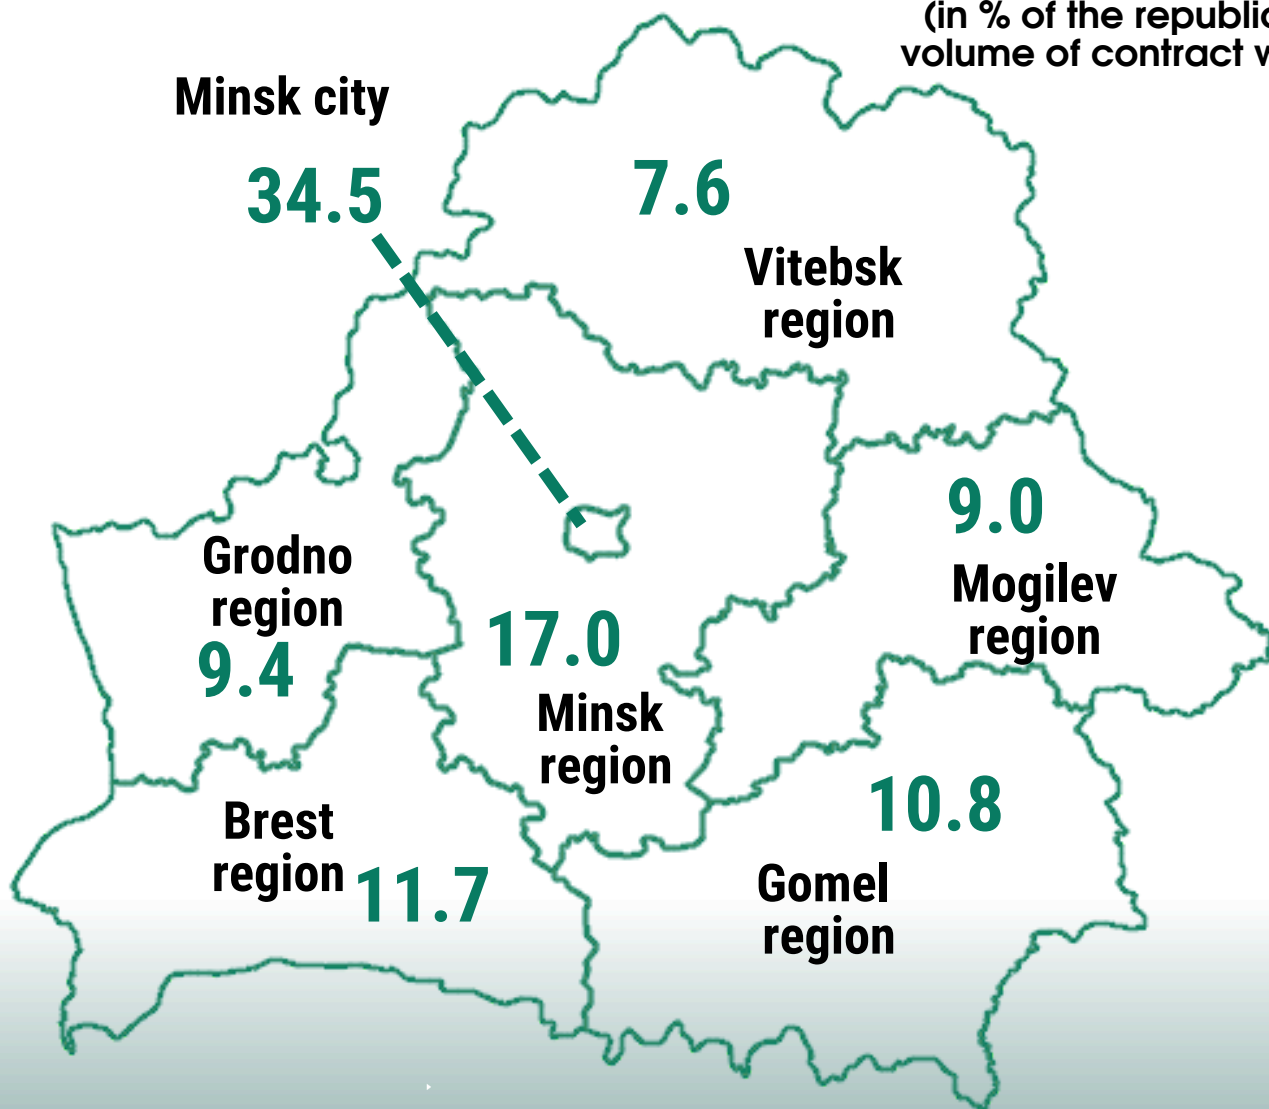 (in % of the republic
volume of contract w
Minsk city
34.5
7.6
Vitebsk
region
9.0
Mogilev
region
Grodno
region
9.4
17.0
Minsk
region
10.8
Gomel
region
Brest
region
11.7